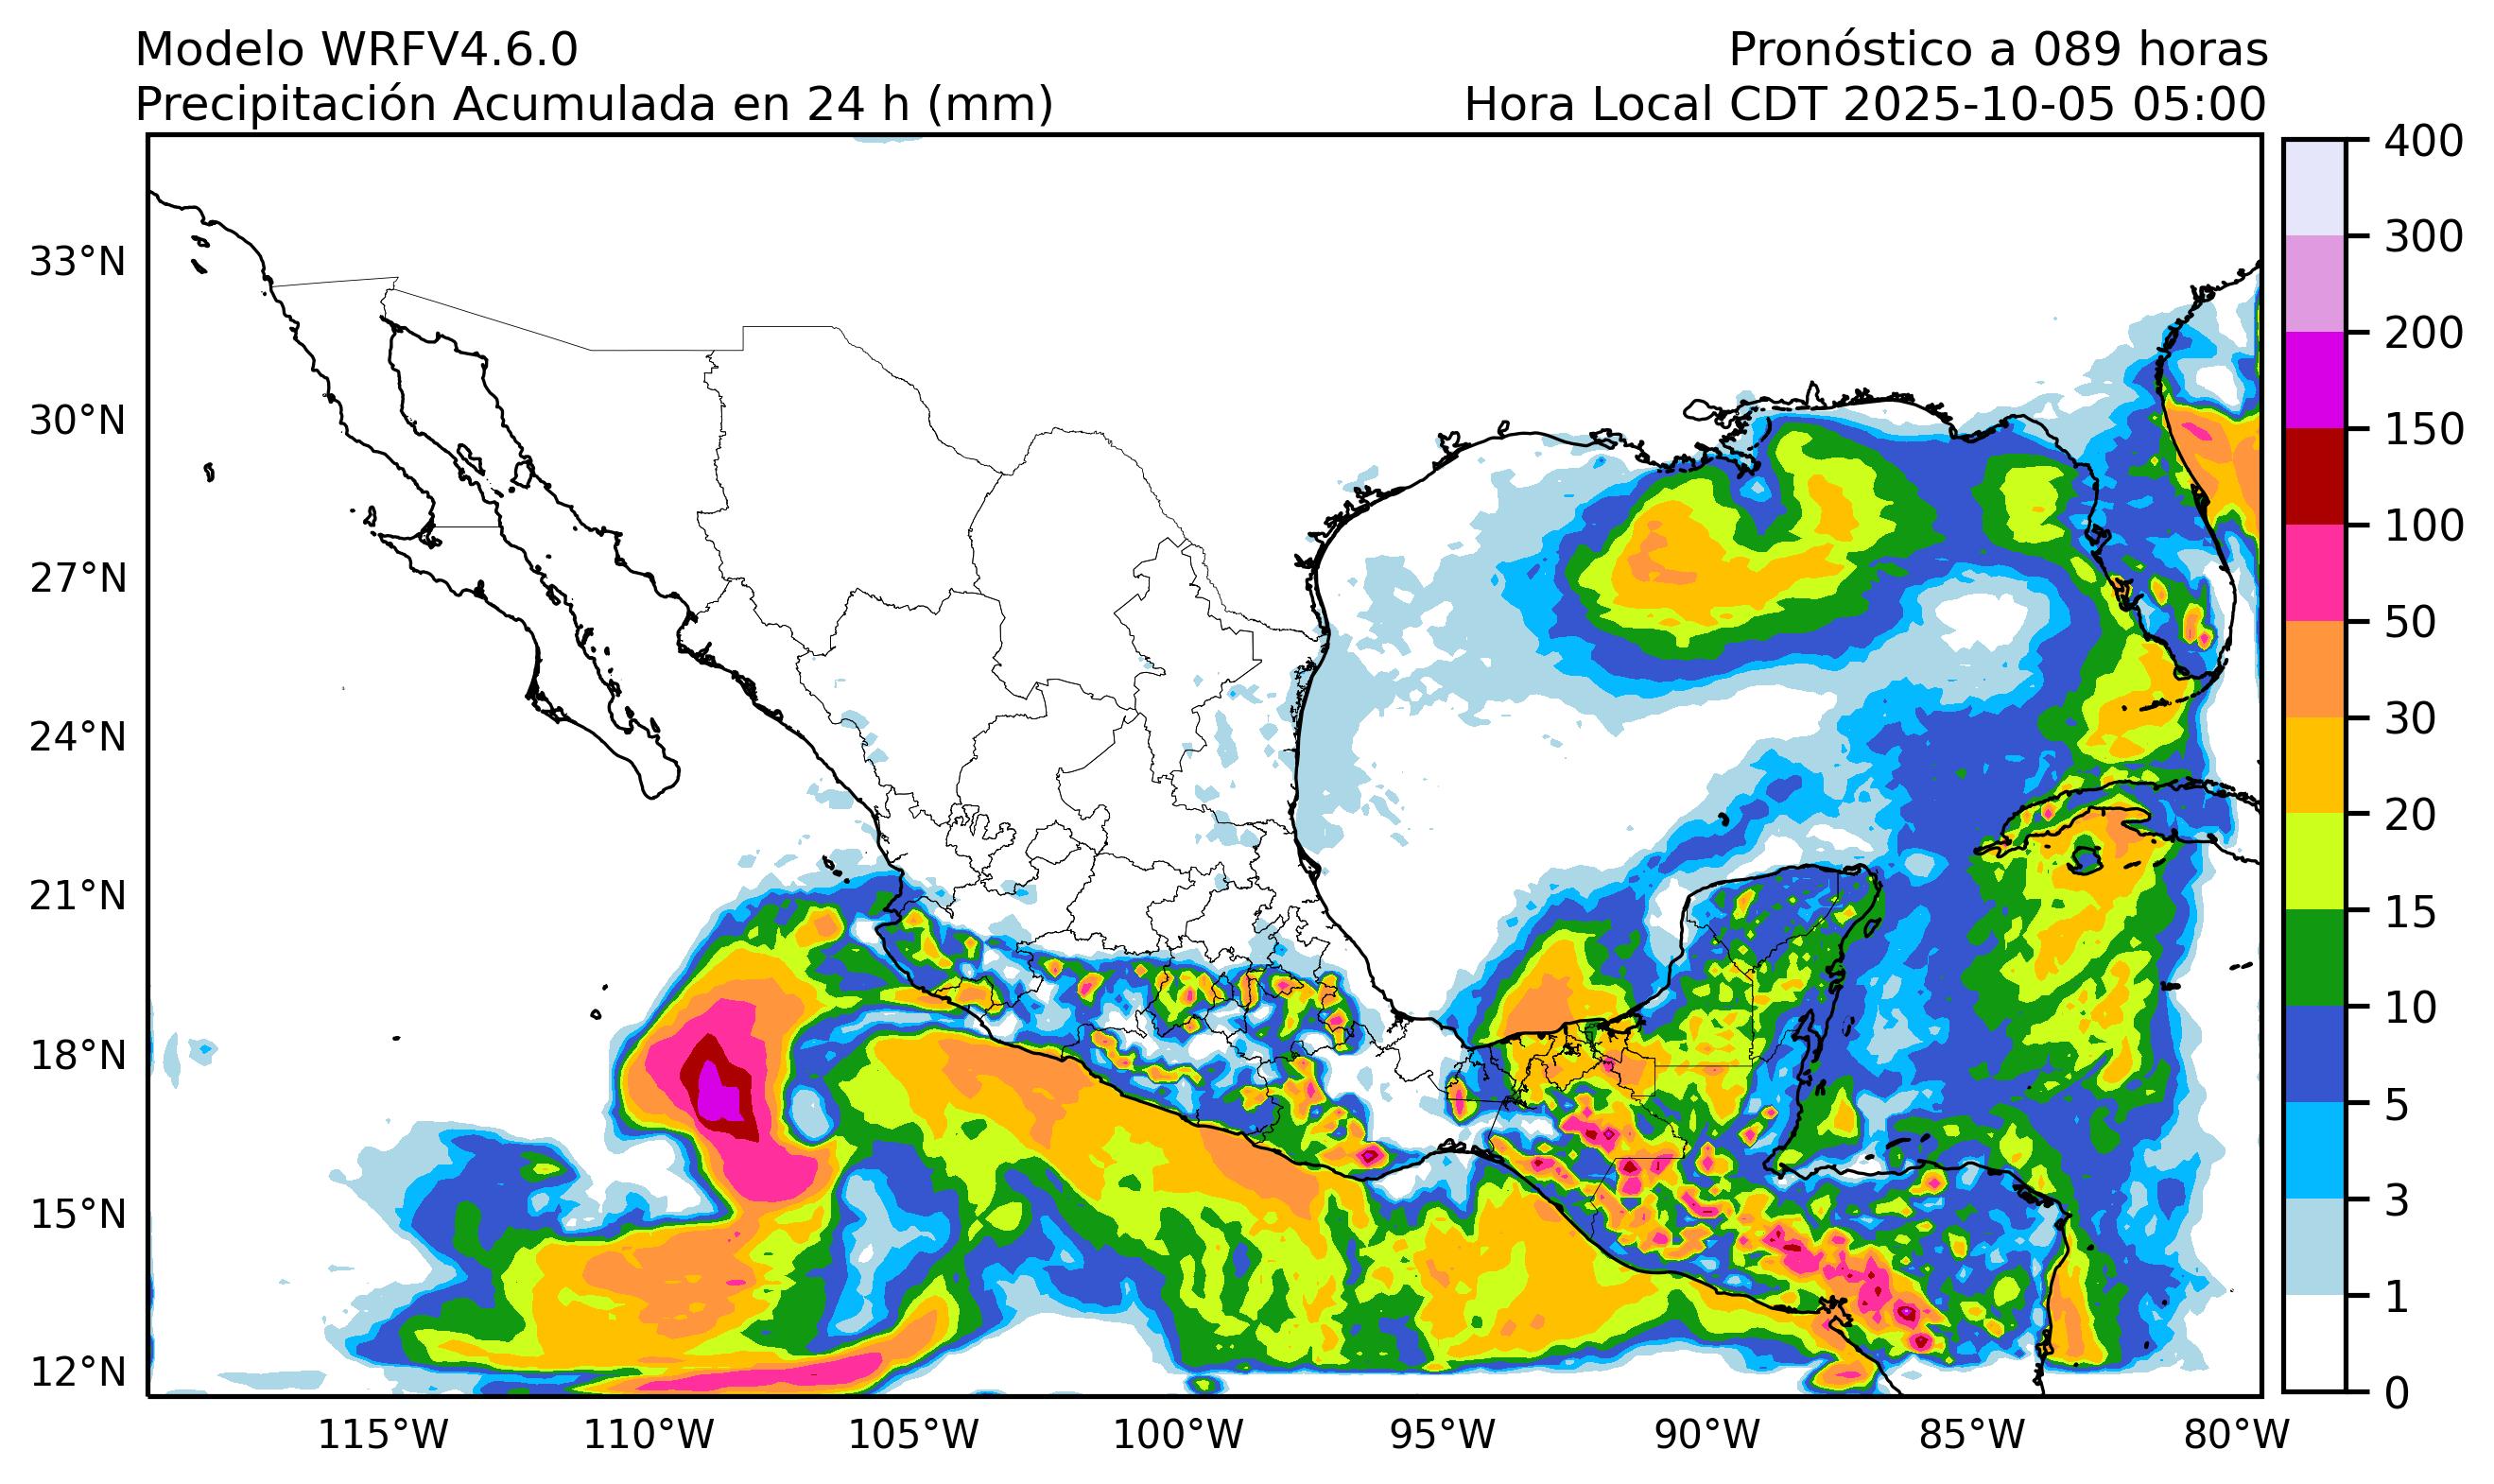 Modelo WRFV4.6.0
Pronóstico a 089 horas
Precipitación Acumulada en 24 h (mm)
Hora Local CDT 2025-10-05 05:00
400
300
200
150
100
50
30
20
15
10
5
3
1
0
33°N
30°N
27°N
24°N
21°N
18°N
15°N
12°N
115°W
110°W
105°W
100°W
95°W
90°W
85°W
80°W